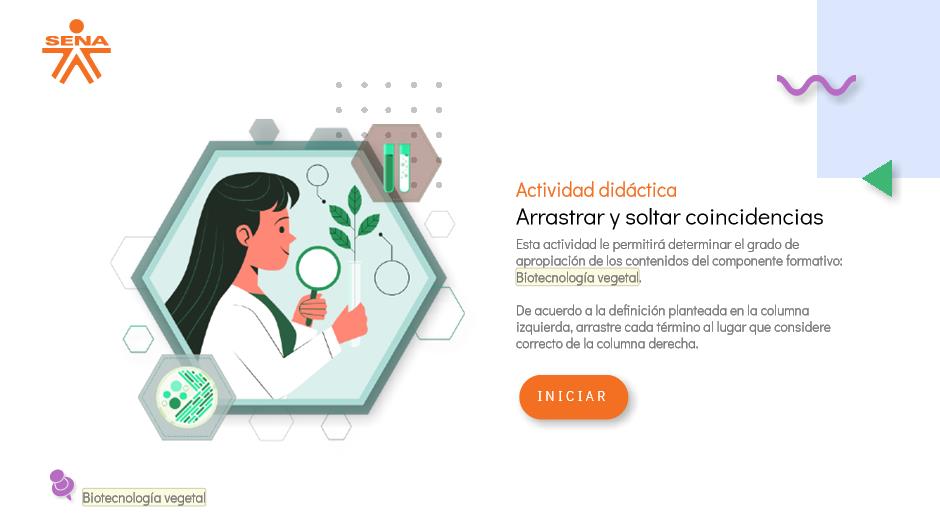 SENA
Actividad didáctica
Arrastrar y soltar coincidencias
Esta actividad le permitirá determinar el grado de
apropiación de los contenidos del componente formativo:
Biotecnología vegetal.
De acuerdo a la definición planteada en la columna
izquierda, arrastre cada término al lugar que considere
correcto de la columna derecha.
INICIAR
Biotecnología vegetal